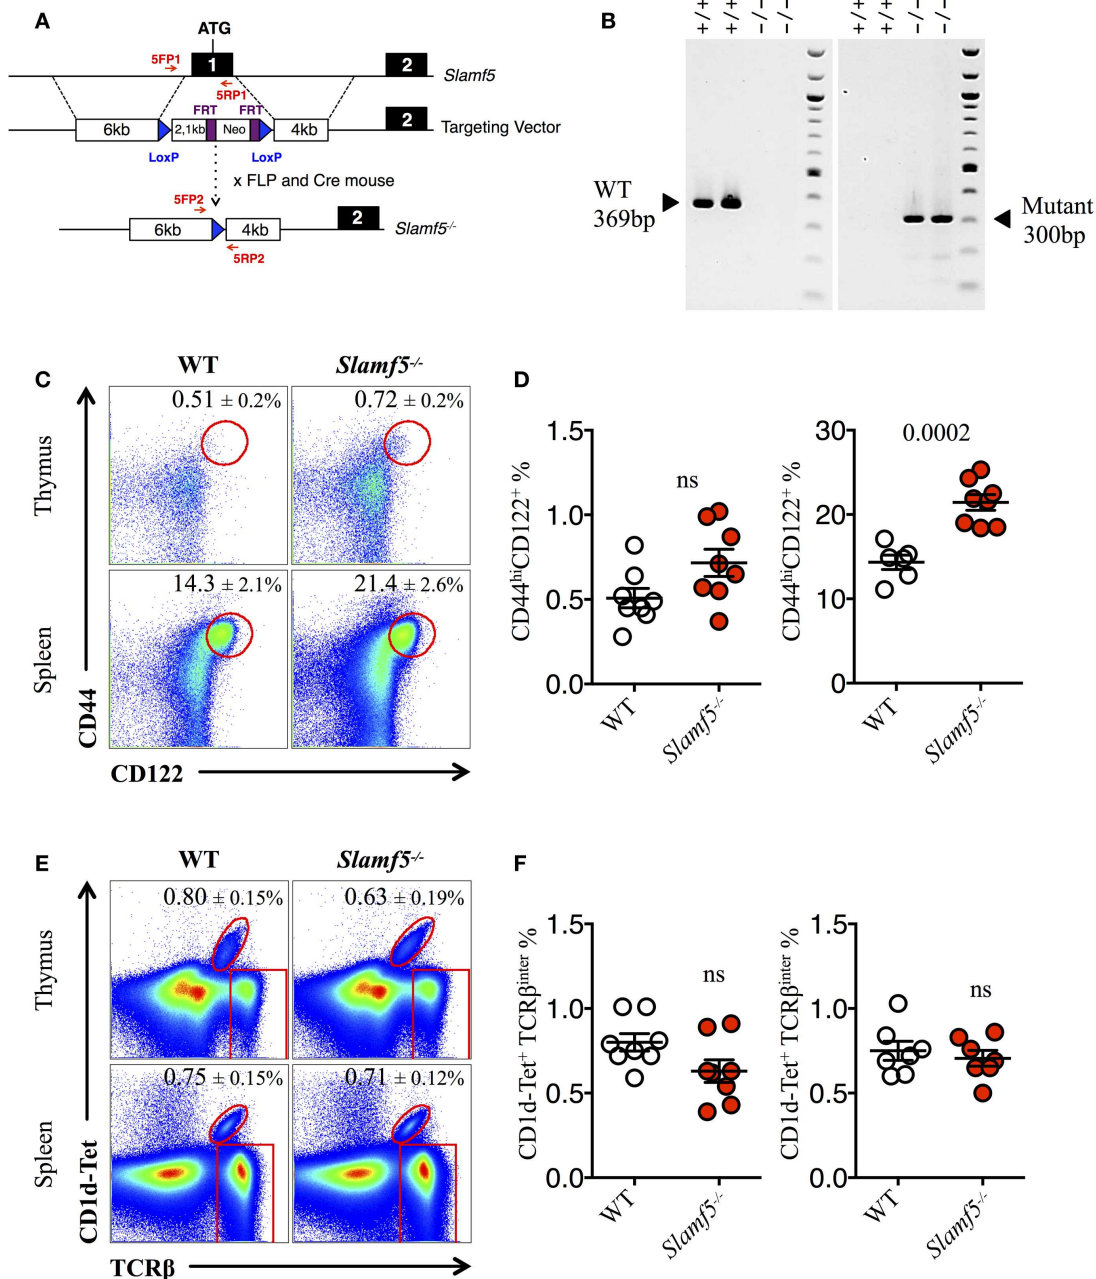 A
ATG
5FP1
1
2
Slamf5
5RP1
FRT
FRT
6kb
2,1kb
Neo
4kb
2
Targeting Vector
LoxP
LoxP
x FLP and Cre mouse
5FP2
6kb
4kb
2
Slamf5-/-
5RP2
B
+/+ +/+ -/- -/-
+/+ +/+ -/- -/-
WT
369bp
Mutant
300bp
C
WT
Slamf5-/-
Thymus
0.51 ± 0.2%
0.72 ± 0.2%
Spleen
14.3 ± 2.1%
21.4 ± 2.6%
CD44
CD122
D
CD44hiCD122+ %
1.5
1.0
0.5
0.0
ns
WT
Slamf5-/-
CD44hiCD122+ %
30
20
10
0
0.0002
WT
Slamf5-/-
E
WT
Slamf5-/-
Thymus
0.80 ± 0.15%
0.63 ± 0.19%
Spleen
0.75 ± 0.15%
0.71 ± 0.12%
CD1d-Tet
TCRβ
F
CD1d-Tet+ TCRβinter %
1.5
1.0
0.5
0.0
ns
WT
Slamf5-/-
CD1d-Tet+ TCRβinter %
1.5
1.0
0.5
0.0
ns
WT
Slamf5-/-